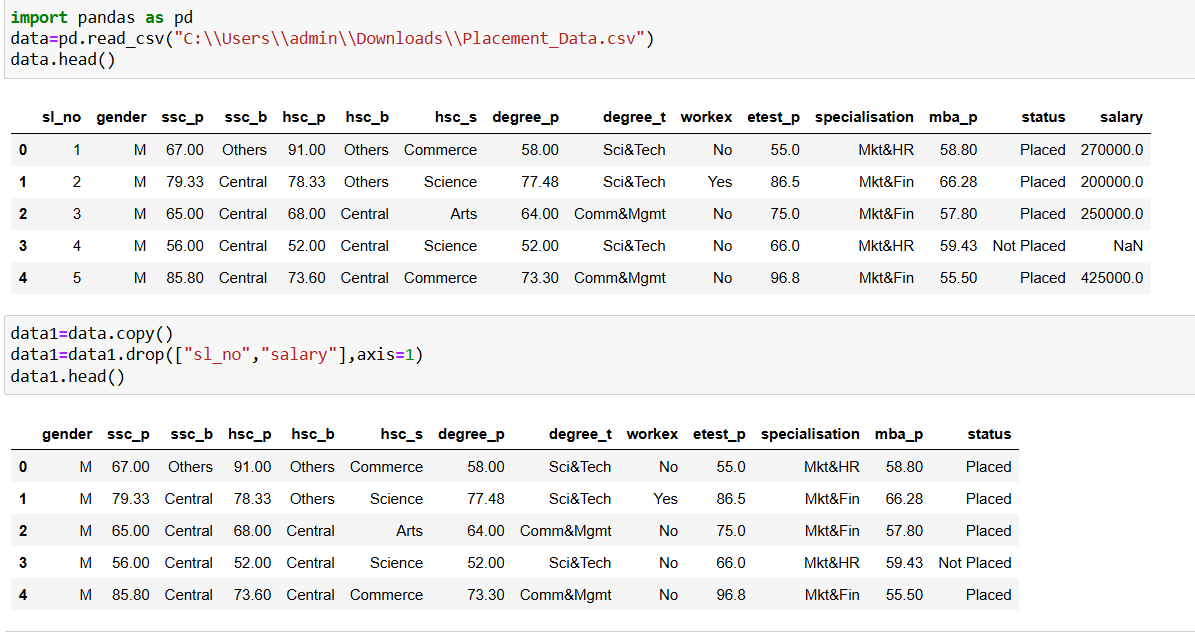 import pandas as pd
data=pd.read_csv("C:\\Users\\admin\\Downloads\\Placement_Data.csv")
data.head()
sl_no gender ssc_p ssc_b hsc_p hsc_b hsc_s degree_p degree_t workex etest_p specialisation mba_p status salary
0 1 M 67.00 Others 91.00 Others Commerce 58.00 Sci&Tech No 55.0 Mkt&HR 58.80 Placed 270000.0
1 2 M 79.33 Central 78.33 Others Science 77.48 Sci&Tech Yes 86.5 Mkt&Fin 66.28 Placed 200000.0
2 3 M 65.00 Central 68.00 Central Arts 64.00 Comm&Mgmt No 75.0 Mkt&Fin 57.80 Placed 250000.0
3 4 M 56.00 Central 52.00 Central Science 52.00 Sci&Tech No 66.0 Mkt&HR 59.43 Not Placed NaN
4 5 M 85.80 Central 73.60 Central Commerce 73.30 Comm&Mgmt No 96.8 Mkt&Fin 55.50 Placed 425000.0
data1=data.copy()
data1=data1.drop(["sl_no","salary"],axis=1)
data1.head()
gender ssc_p ssc_b hsc_p hsc_b hsc_s degree_p degree_t workex etest_p specialisation mba_p status
0 M 67.00 Others 91.00 Others Commerce 58.00 Sci&Tech No 55.0 Mkt&HR 58.80 Placed
1 M 79.33 Central 78.33 Others Science 77.48 Sci&Tech Yes 86.5 Mkt&Fin 66.28 Placed
2 M 65.00 Central 68.00 Central Arts 64.00 Comm&Mgmt No 75.0 Mkt&Fin 57.80 Placed
3 M 56.00 Central 52.00 Central Science 52.00 Sci&Tech No 66.0 Mkt&HR 59.43 Not Placed
4 M 85.80 Central 73.60 Central Commerce 73.30 Comm&Mgmt No 96.8 Mkt&Fin 55.50 Placed